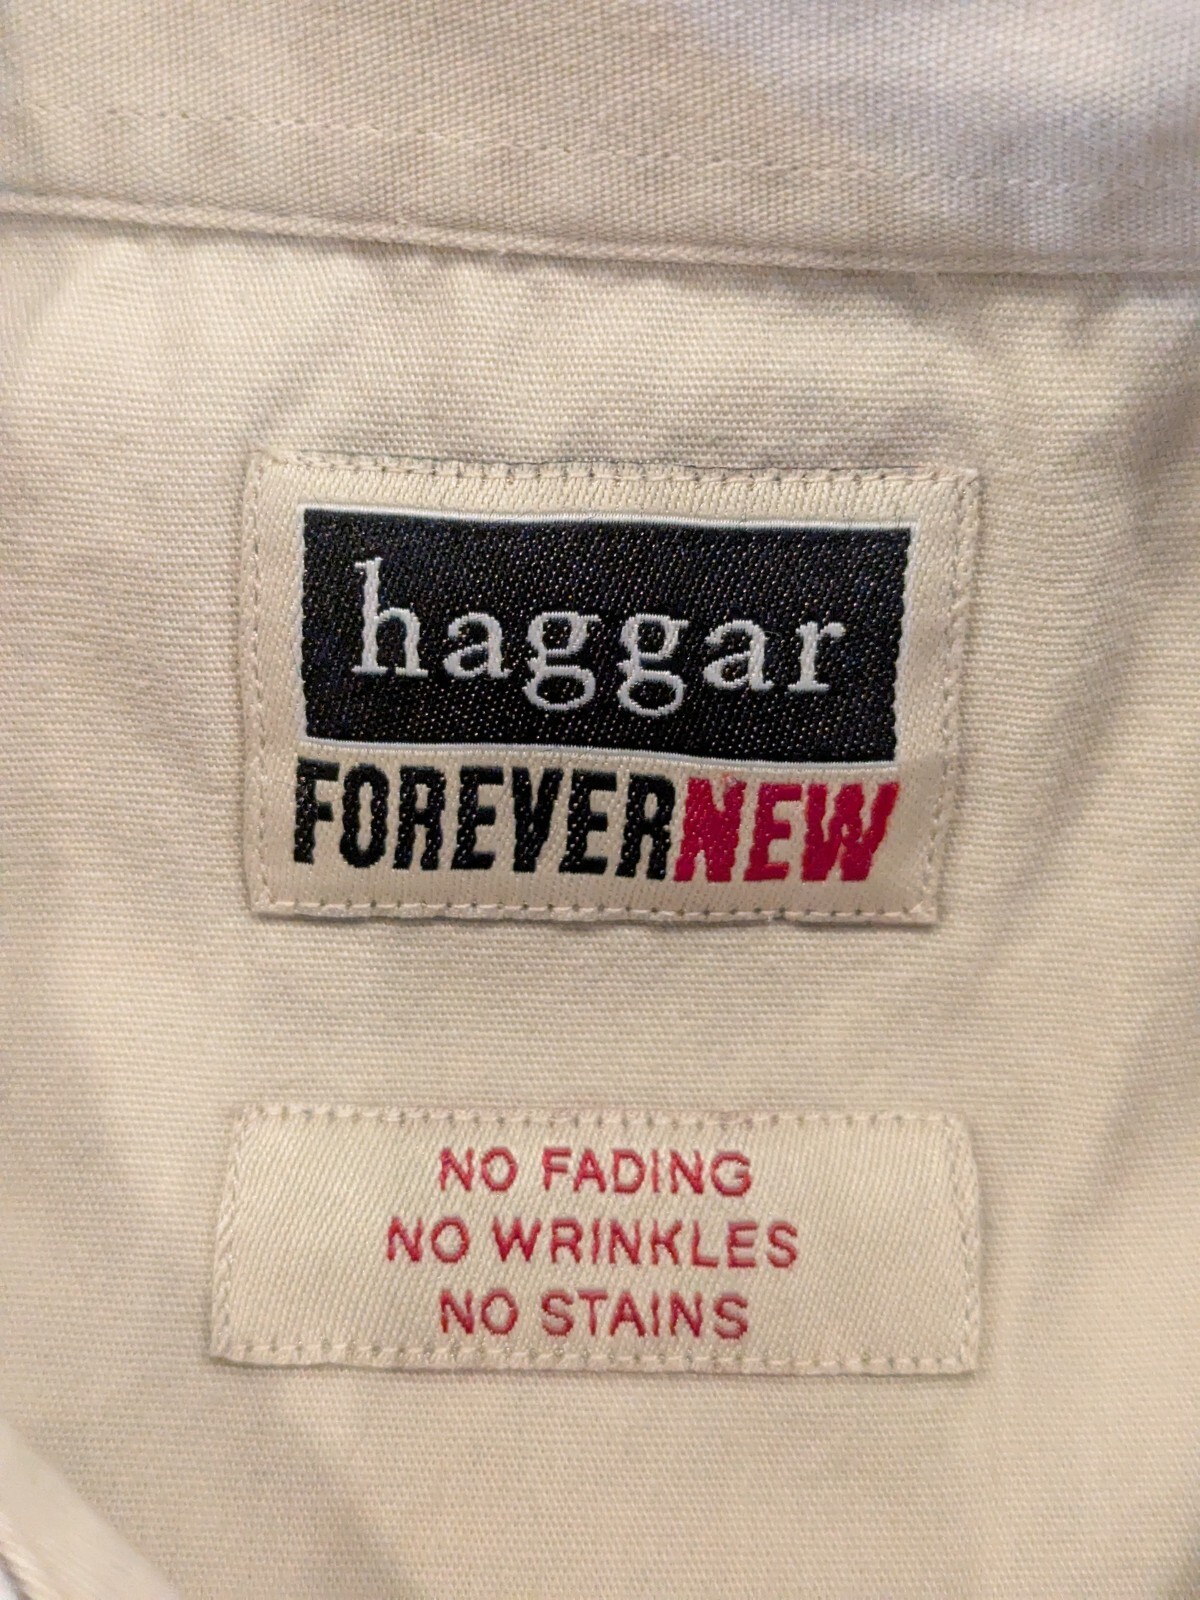 haggar
FOREVERNEW
NO FADING
NO WRINKLES
NO STAINS